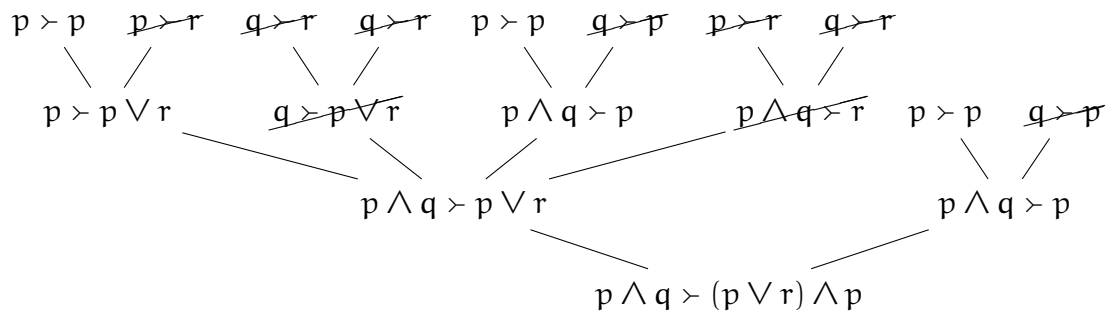 p ≻ p p ≻ r q ≻ r q ≻ r p ≻ p q ≻ p p ≻ r q ≻ r
p ≻ p ∨ r q ≻ p ∨ r p ∧ q ≻ p p ∧ q ≻ r p ≻ p q ≻ p
p ∧ q ≻ p ∨ r p ∧ q ≻ p
p ∧ q ≻ (p ∨ r) ∧ p